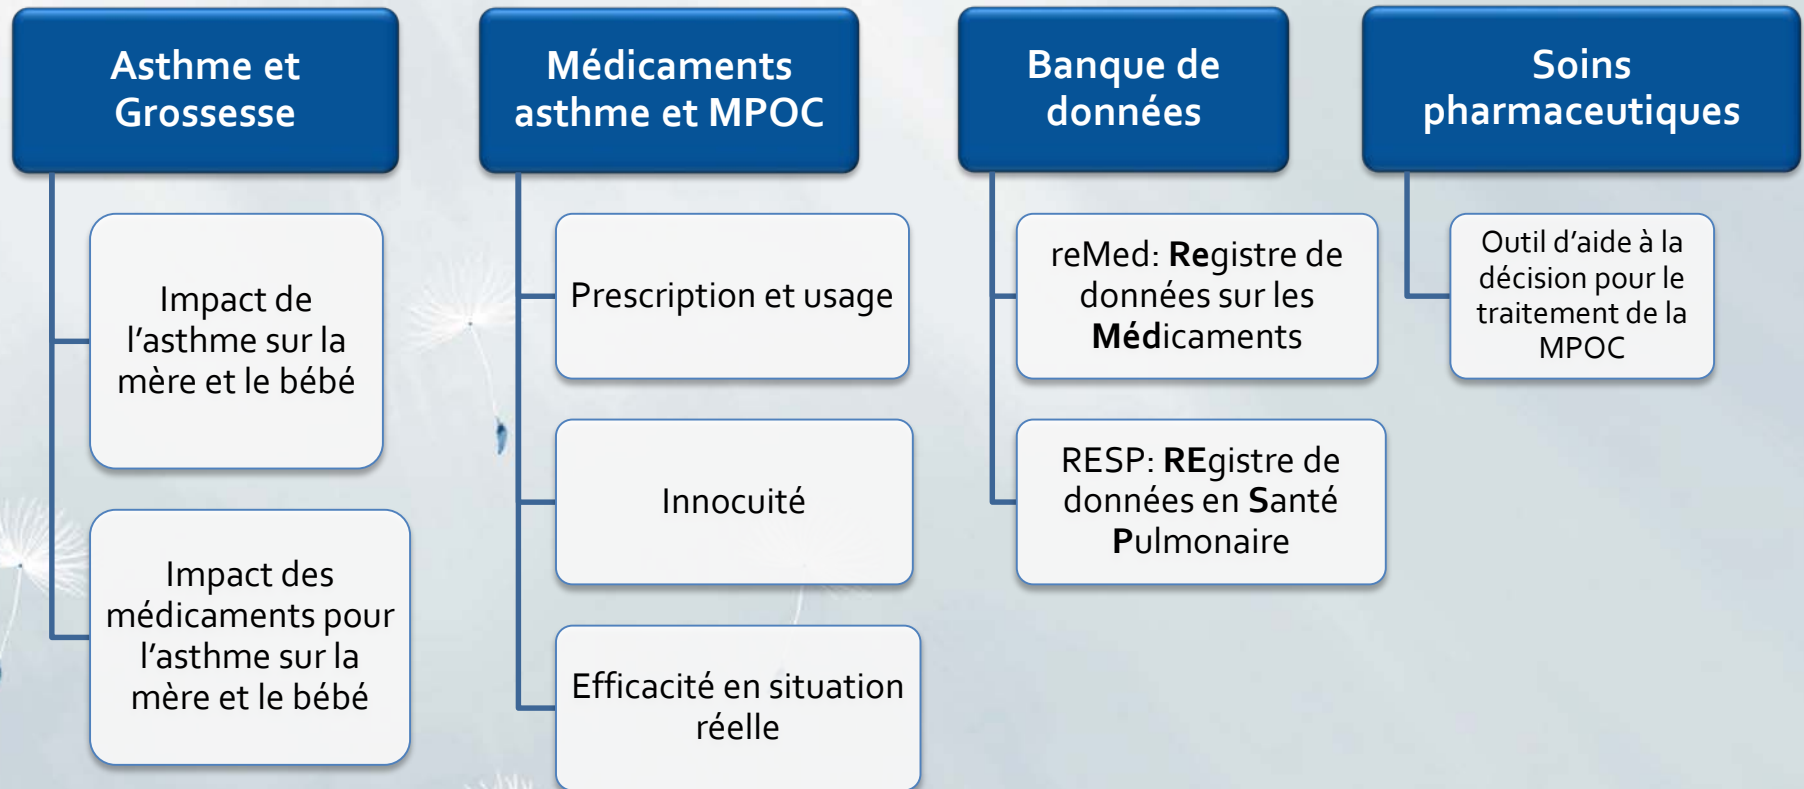 Asthme et
Grossesse
Impact de
l'asthme sur la
mère et le bébé
Impact des
médicaments pour
l'asthme sur la
mère et le bébé
Médicaments
asthme et MPOC
Prescription et usage
Innocuité
Efficacité en situation
réelle
Banque de
données
reMed: Registre de
données sur les
Médicaments
RESP: REgistre de
données en Santé
Pulmonaire
Soins
pharmaceutiques
Outil d'aide à la
décision pour le
traitement de la
MPOC